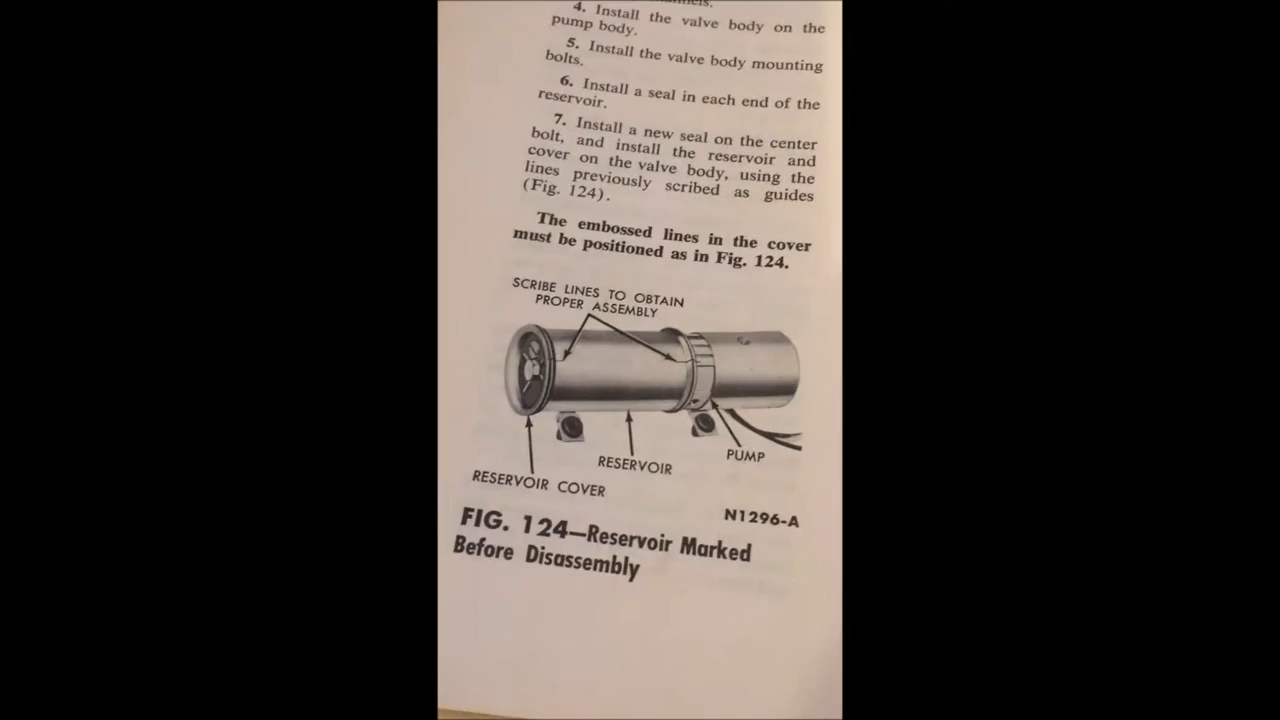 4. Install the valve body on the
pump body.
5. Install the valve body mounting
bolts.
6. Install a seal in each end of the
reservoir.
7. Install a new seal on the center
bolt, and install the reservoir and
cover on the valve body, using the
lines previously scribed as guides
(Fig. 124).
The embossed lines in the cover
must be positioned as in Fig. 124.
SCRIBE LINES TO OBTAIN
PROPER ASSEMBLY
PUMP
RESERVOIR
RESERVOIR COVER
N1296-A
FIG. 124—Reservoir Marked
Before Disassembly